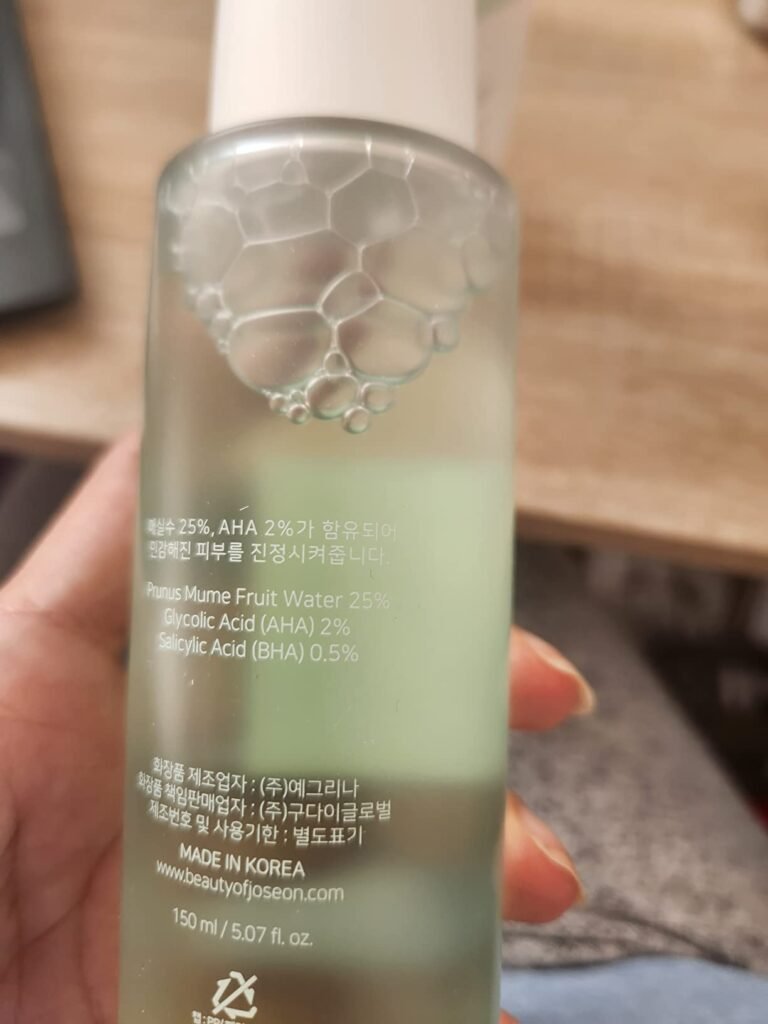 매실수 25%, AHA 2%가 함유되어
민감해진 피부를 진정시켜줍니다.
Prunus Mume Fruit Water 25%
Glycolic Acid (AHA) 2%
Salicylic Acid (BHA) 0.5%
화장품 제조업자 : (주)예그리나
화장품 책임판매업자 : (주)구다이글로벌
제조번호 및 사용기한 : 별도표기
MADE IN KOREA
www.beautyofjoseon.com
150 ml / 5.07 fl. oz.